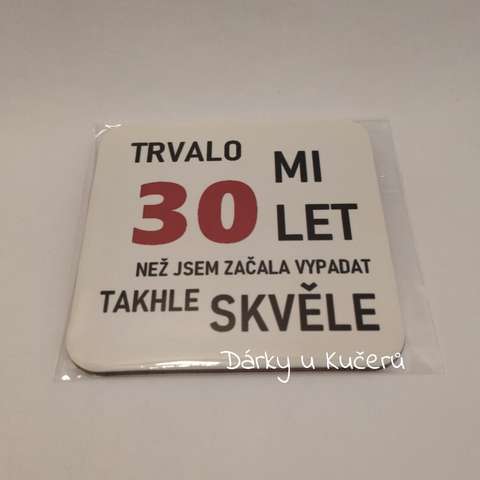 TRVALO MI
30 LET
NEŽ JSEM ZAČALA VYPADAT
TAKHLE SKVĚLE
Dárky u Kučerů